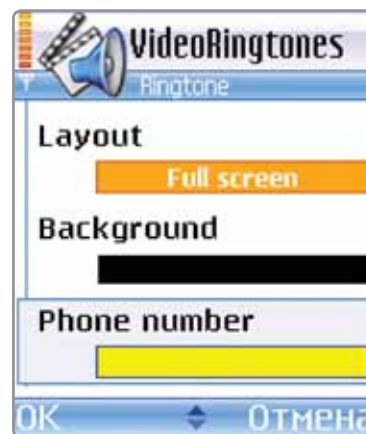 VideoRingtones
Ringtone
Layout
Full screen
Background
Phone number
OK Отмена